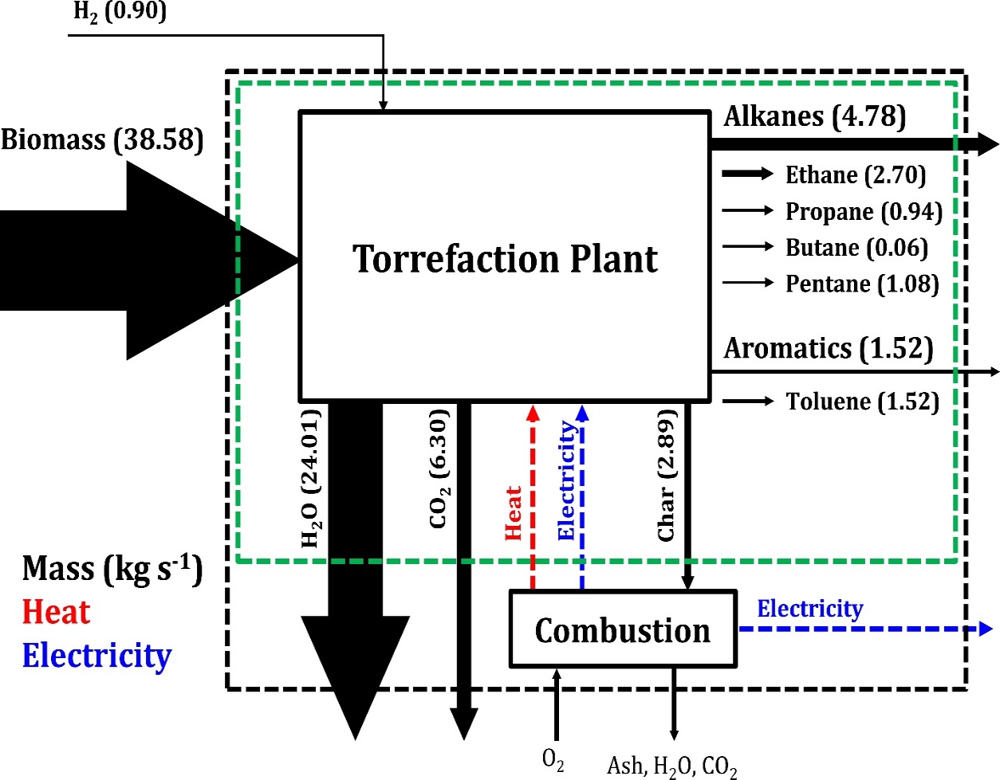 H₂ (0.90)
Biomass (38.58)
Alkanes (4.78)
Ethane (2.70)
Propane (0.94)
Butane (0.06)
Pentane (1.08)
Torrefaction Plant
Aromatics (1.52)
Toluene (1.52)
H₂O (24.01)
CO₂ (6.30)
Heat
Electricity
Char (2.89)
Mass (kg s⁻¹)
Heat
Electricity
Combustion
Electricity
O₂
Ash, H₂O, CO₂